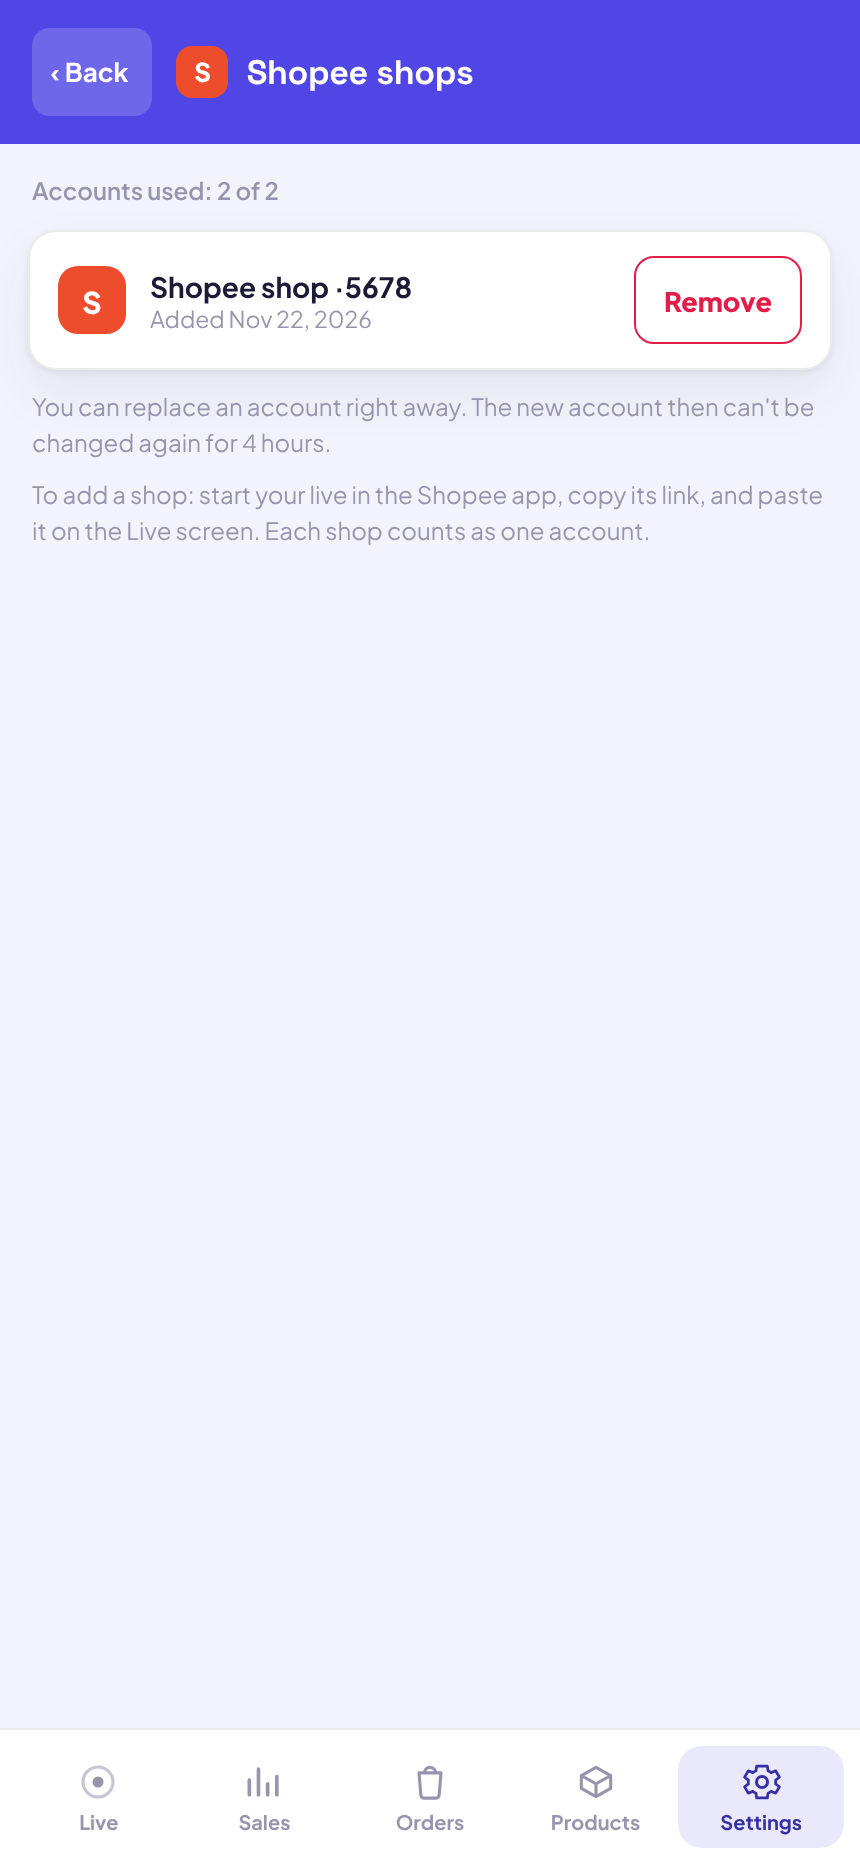 ‹ Back
S
Shopee shops
Accounts used: 2 of 2
S
Shopee shop ·5678
Added Nov 22, 2026
Remove
You can replace an account right away. The new account then can't be
changed again for 4 hours.
To add a shop: start your live in the Shopee app, copy its link, and paste
it on the Live screen. Each shop counts as one account.
Live
Sales
Orders
Products
Settings